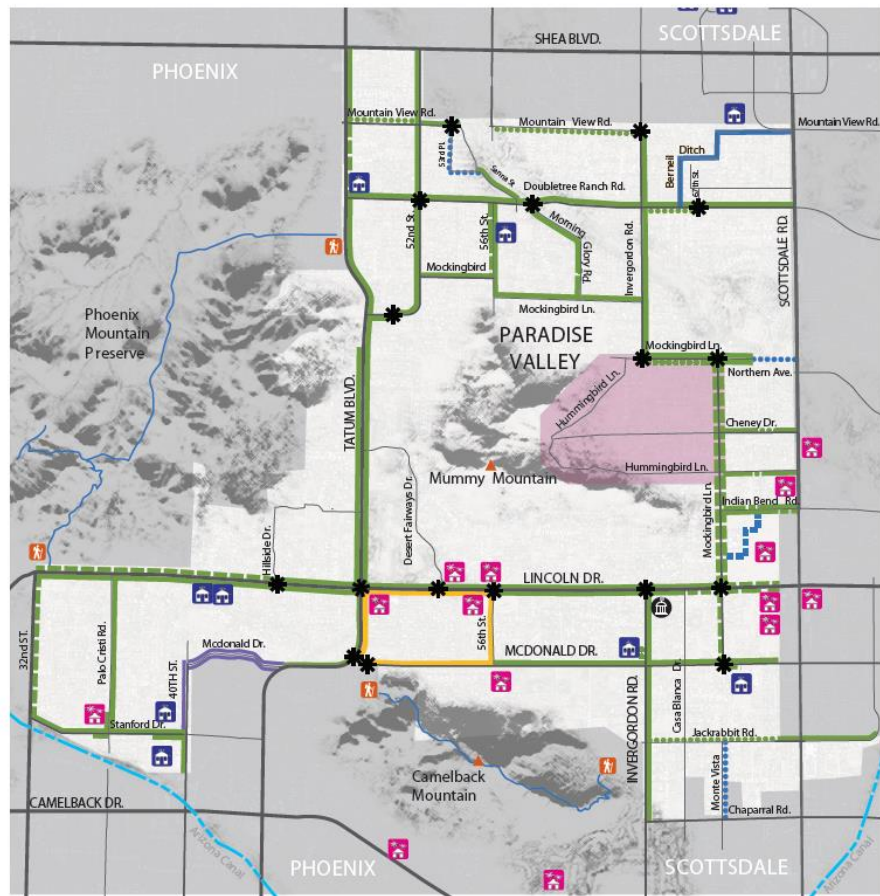 SCOTTSDALE
SHEA BLVD.
PHOENIX
Mountain View Rd.
Mountain View Rd.
Mountain View Rd.
53rd Pl.
Berneil
Ditch
67th St.
Sanna St
Doubletree Ranch Rd.
52nd St.
56th St.
Morning
Glory Rd.
Invergordon Rd.
SCOTTSDALE RD.
Mockingbird
Mockingbird Ln.
Phoenix
Mountain
Preserve
PARADISE
VALLEY
Mockingbird Ln.
Northern Ave.
TATUM BLVD.
Hummingbird Ln.
Cheney Dr.
Hummingbird Ln.
Mummy Mountain
Desert Fairways Dr.
Mockingbird Ln.
Indian Bend Rd.
Hillside Dr.
LINCOLN DR.
32nd ST.
Palo Cristi Rd.
Mcdonald Dr.
40TH ST.
56th St.
MCDONALD DR.
INVERGORDON RD.
Casa Blanca Dr.
Stanford Dr.
Jackrabbit Rd.
Camelback
Mountain
Monte Vista
CAMELBACK DR.
Chaparral Rd.
Arizona Canal
PHOENIX
SCOTTSDALE
Arizona Canal